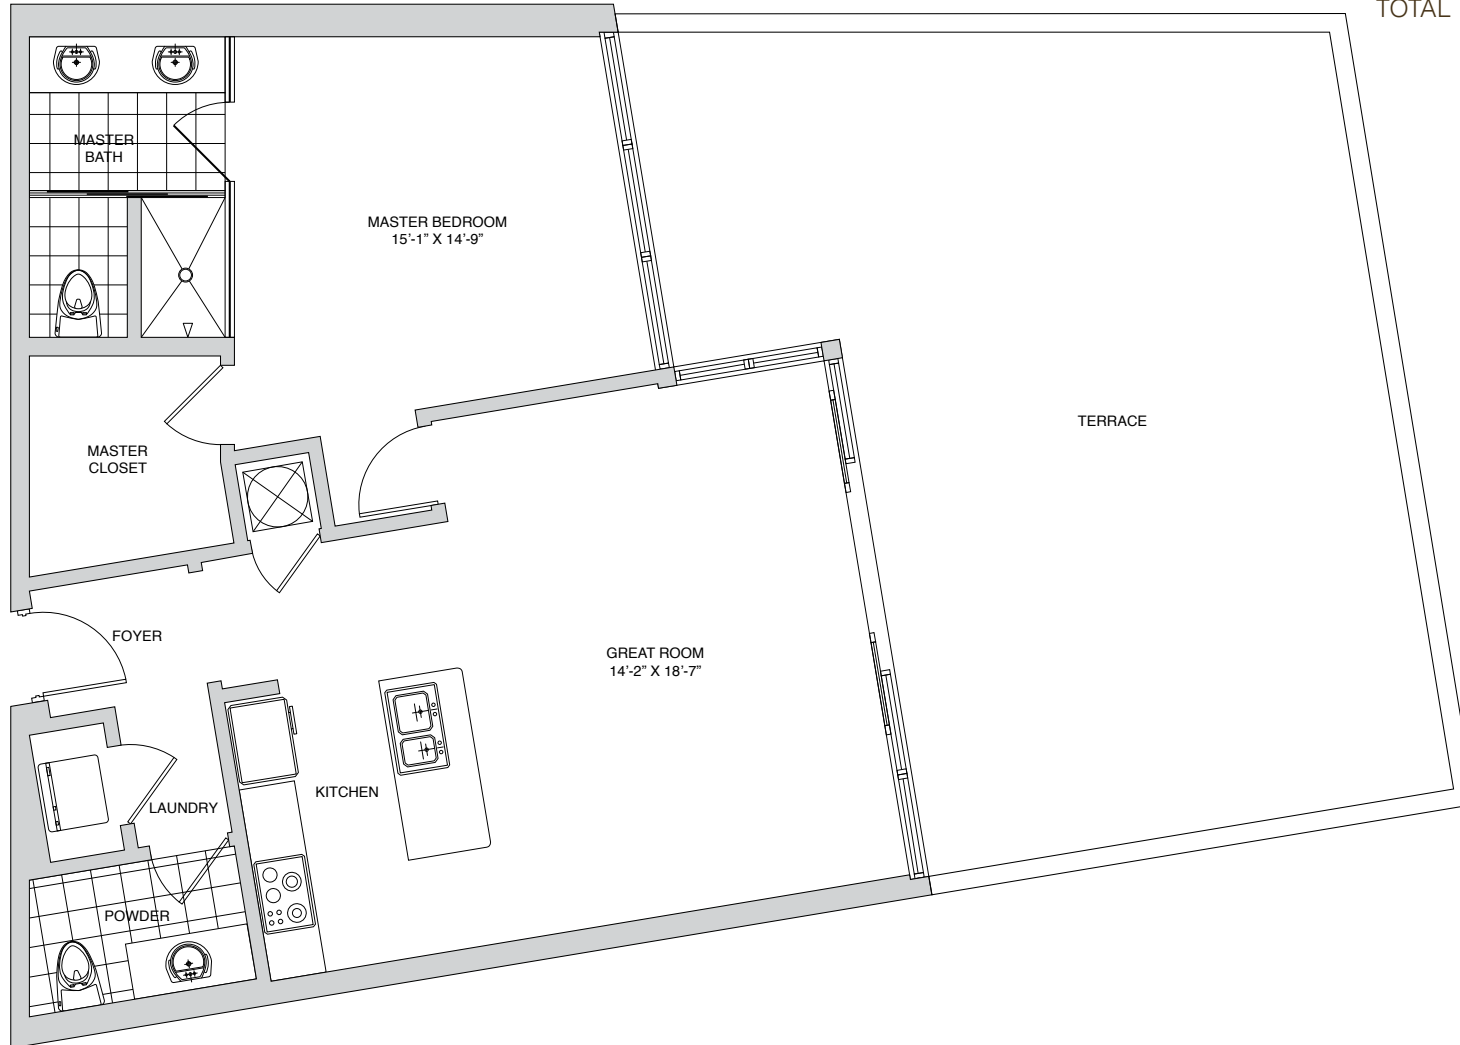 TOTAL
MASTER
BATH
MASTER BEDROOM
15’-1” X 14’-9”
TERRACE
MASTER
CLOSET
FOYER
GREAT ROOM
14’-2” X 18’-7”
KITCHEN
LAUNDRY
POWDER